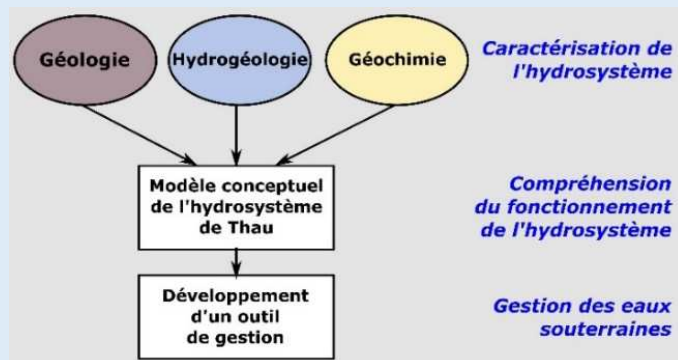 Géologie
Hydrogéologie
Géochimie
Caractérisation de
l'hydrosystème
Modèle conceptuel
de l'hydrosystème
de Thau
Compréhension
du fonctionnement
de l'hydrosystème
Développement
d'un outil
de gestion
Gestion des eaux
souterraines